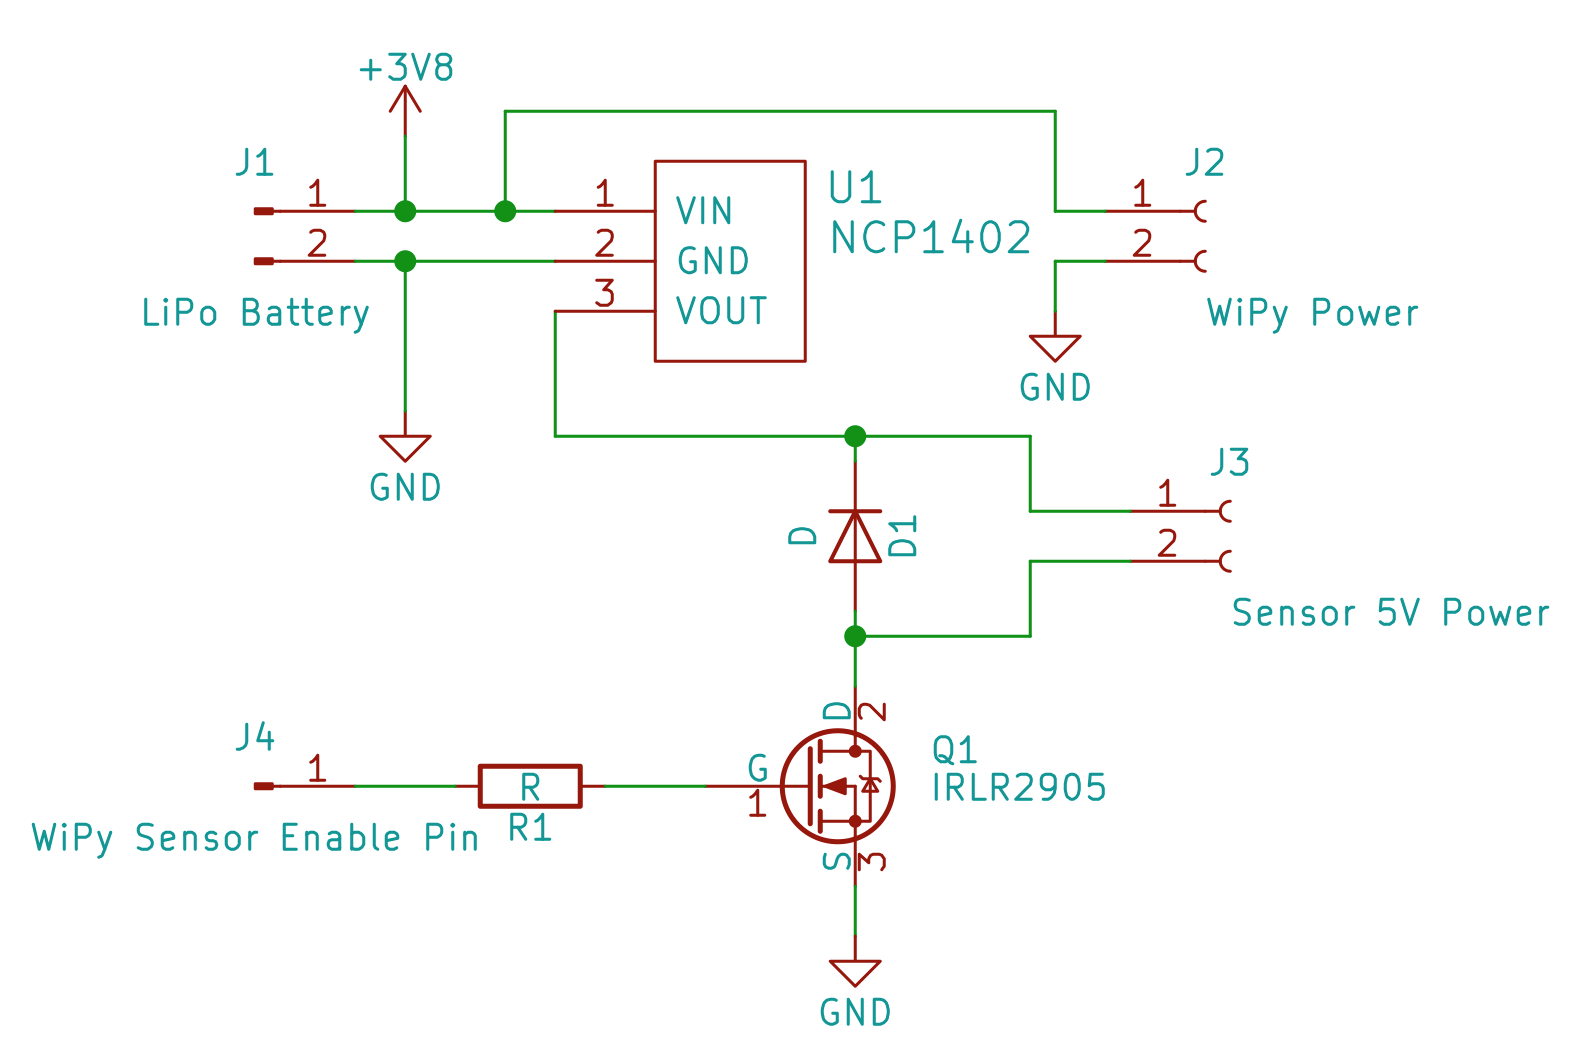 +3V8
J1
1
2
LiPo Battery
GND
1
2
3
VIN
GND
VOUT
U1
NCP1402
J2
1
2
WiPy Power
GND
J3
1
2
Sensor 5V Power
D
D1
J4
1
WiPy Sensor Enable Pin
R
R1
G
1
D
2
S
3
Q1
IRLR2905
GND